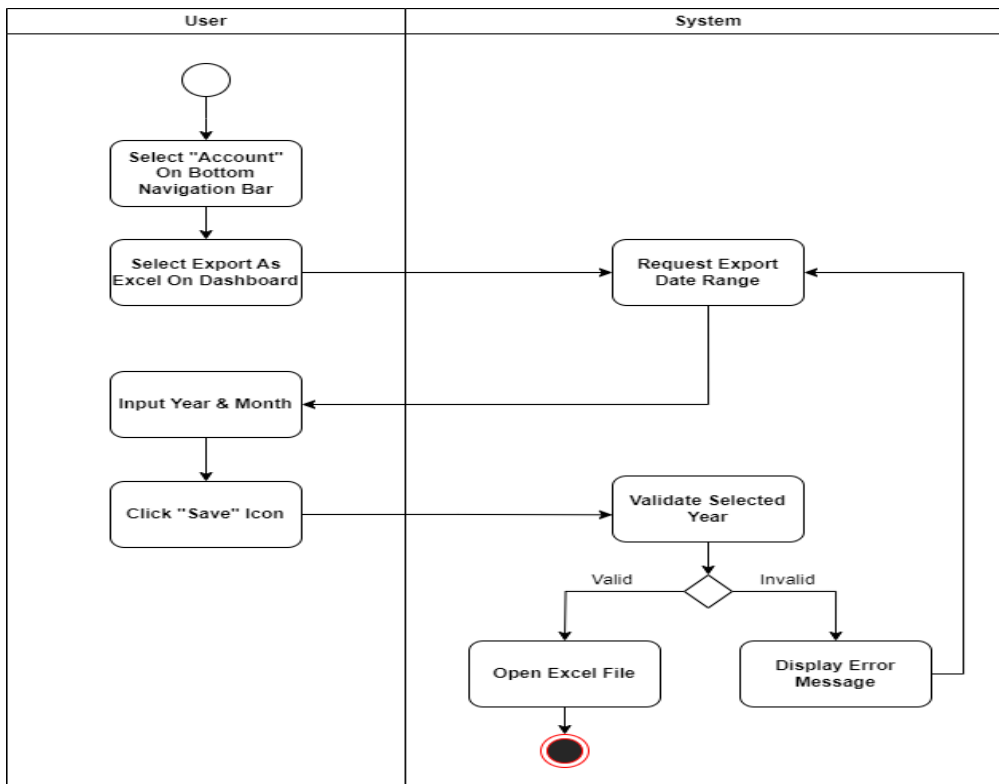 User
System
Select "Account"
On Bottom
Navigation Bar
Select Export As
Excel On Dashboard
Request Export
Date Range
Input Year & Month
Click "Save" Icon
Validate Selected
Year
Valid
Invalid
Open Excel File
Display Error
Message